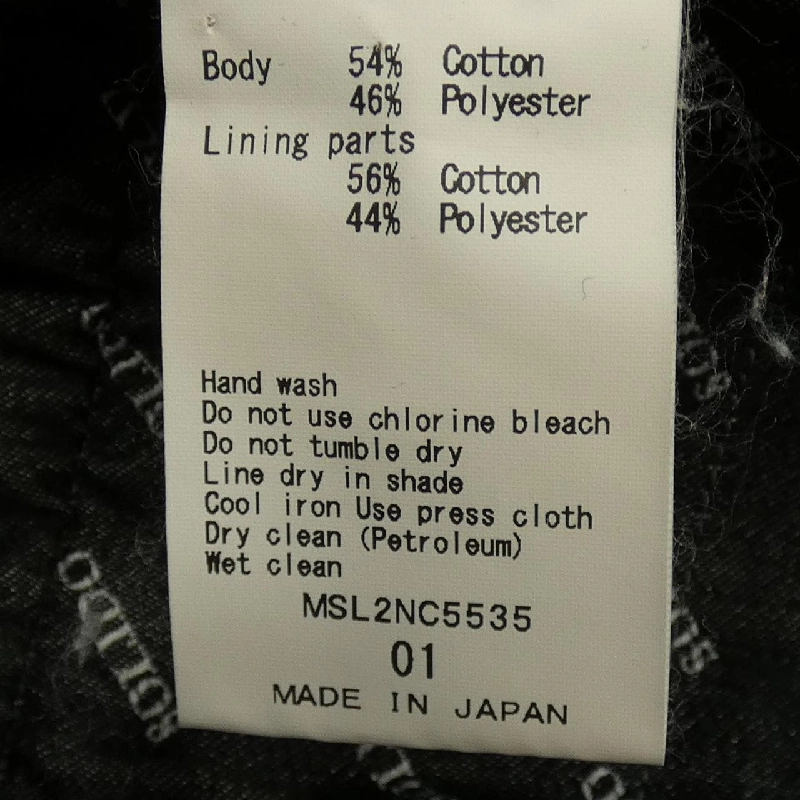 Body 54% Cotton
46% Polyester
Lining parts
56% Cotton
44% Polyester
Hand wash
Do not use chlorine bleach
Do not tumble dry
Line dry in shade
Cool iron Use press cloth
Dry clean (Petroleum)
Wet clean
MSL2NC5535
01
MADE IN JAPAN